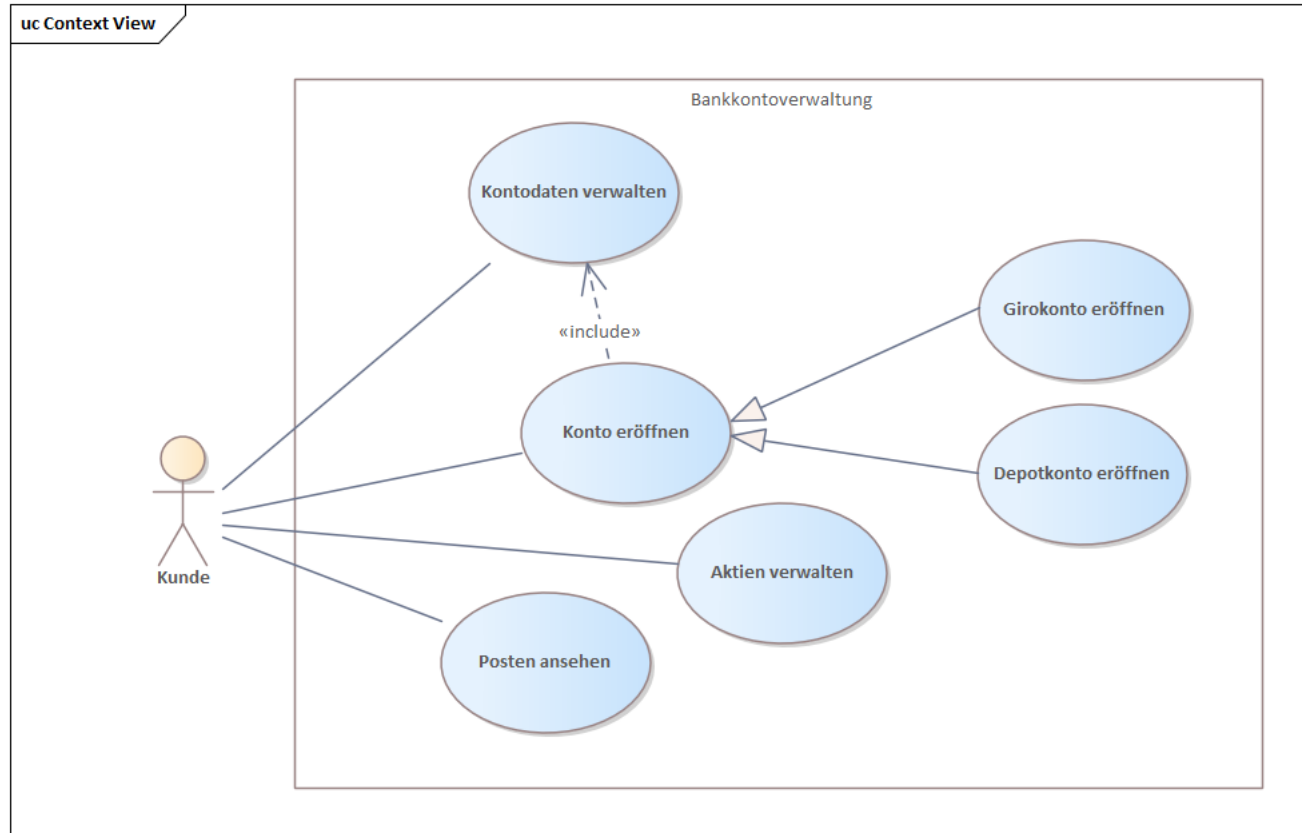 uc Context View
Bankkontoverwaltung
Kontodaten verwalten
Girokonto eröffnen
«include»
Konto eröffnen
Depotkonto eröffnen
Aktien verwalten
Kunde
Posten ansehen